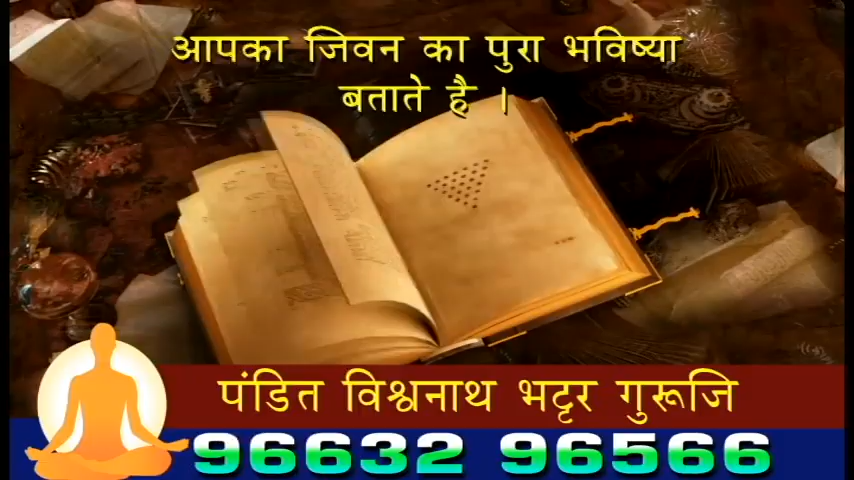 आपका जिवन का पुरा भविष्या
बताते है ।
पंडित विश्वनाथ भट्टर गुरूजि
96632 96566